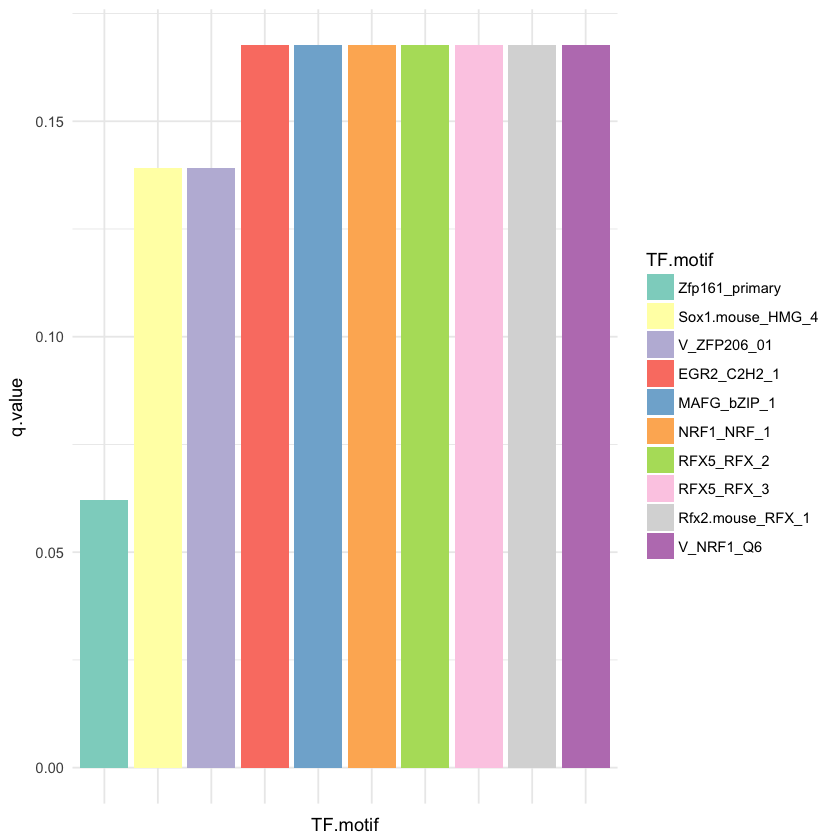 0.15
0.10
0.05
0.00
q.value
TF.motif
TF.motif
Zfp161_primary
Sox1.mouse_HMG_4
V_ZFP206_01
EGR2_C2H2_1
MAFG_bZIP_1
NRF1_NRF_1
RFX5_RFX_2
RFX5_RFX_3
Rfx2.mouse_RFX_1
V_NRF1_Q6